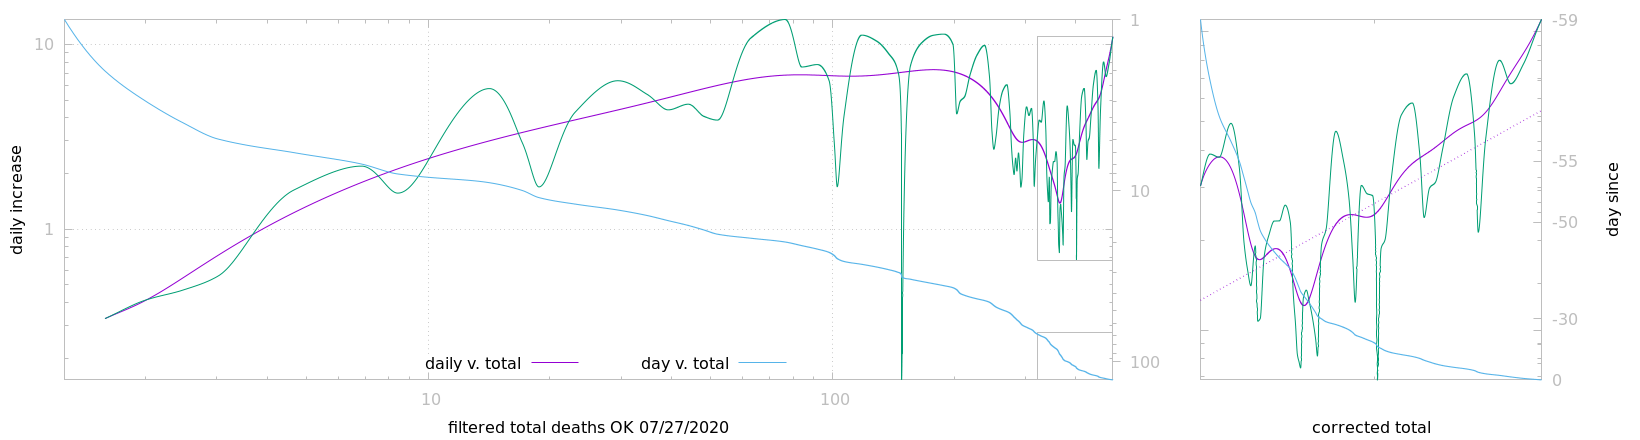 10
1
daily increase
daily v. total
day v. total
10
100
filtered total deaths OK 07/27/2020
1
10
100
-59
-55
-50
-30
0
day since
corrected total